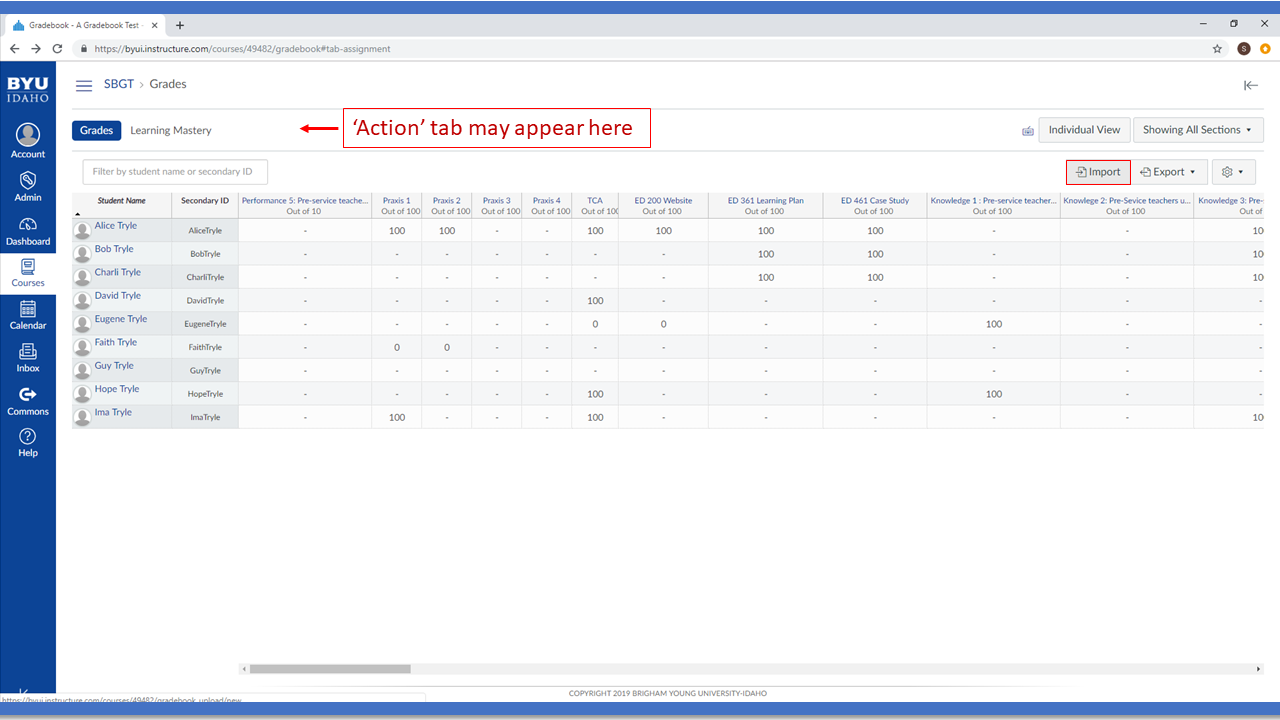 Gradebook - A Gradebook Test -
https://byui.instructure.com/courses/49482/gradebook#tab-assignment
S
BYU
IDAHO
Account
Admin
Dashboard
Courses
Calendar
Inbox
Commons
Help
SBGT › Grades
Grades Learning Mastery
‘Action’ tab may appear here
Individual View Showing All Sections
Filter by student name or secondary ID
Import Export
Student Name Secondary ID Performance 5: Pre-service teache... Praxis 1 Praxis 2 Praxis 3 Praxis 4 TCA ED 200 Website ED 361 Learning Plan ED 461 Case Study Knowledge 1 : Pre-service teacher... Knowlege 2: Pre-Sevice teachers u... Knowledge 3: Pre-
Out of 10 Out of 100 Out of 100 Out of 100 Out of 100 Out of 100 Out of 100 Out of 100 Out of 100 Out of 100 Out of 100 Out of
Alice Tryle AliceTryle - 100 100 - - 100 100 100 100 - - 10
Bob Tryle BobTryle - - - - - - - 100 100 - - 10
Charli Tryle CharliTryle - - - - - - - 100 100 - - 10
David Tryle DavidTryle - - - - - 100 - - - - - -
Eugene Tryle EugeneTryle - - - - - 0 0 - - 100 - -
Faith Tryle FaithTryle - 0 0 - - - - - - - - -
Guy Tryle GuyTryle - - - - - - - - - - - -
Hope Tryle HopeTryle - - - - - 100 - - - 100 - -
Ima Tryle ImaTryle - 100 - - - 100 - - - - - 10
COPYRIGHT 2019 BRIGHAM YOUNG UNIVERSITY-IDAHO
https://byui.instructure.com/courses/49482/gradebook_upload/new